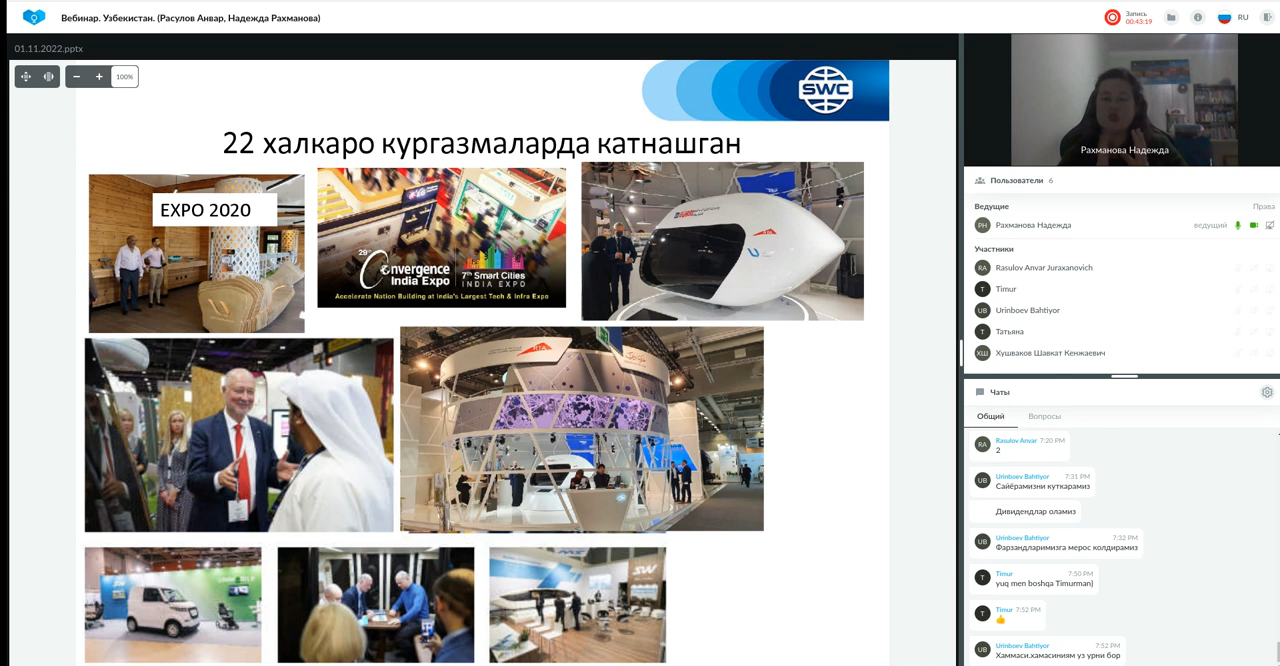 Вебинар. Узбекистан. (Расулов Анвар, Надежда Рахманова)
Запись
00:43:19
RU
01.11.2022.pptx
100%
SWC
22 халкаро кургазмаларда катнашган
EXPO 2020
29th Convergence
India Expo
7th Smart Cities
INDIA EXPO
Accelerate Nation Building at India's Largest Tech & Infra Expo
RTA
SW
Рахманова Надежда
Пользователи 6
Ведущие Права
РН Рахманова Надежда ведущий
Участники
RA Rasulov Anvar Juraxanovich
T Timur
UB Urinboev Bahtiyor
Т Татьяна
ХШ Хушваков Шавкат Кенжаевич
Чаты
Общий Вопросы
RA Rasulov Anvar 7:20 PM
2
UB Urinboev Bahtiyor 7:31 PM
Сайёрамизни куткарамиз
Дивидендлар оламиз
UB Urinboev Bahtiyor 7:32 PM
Фарзандларимизга мерос колдирамиз
T Timur 7:50 PM
yuq men boshqa Timurman)
T Timur 7:52 PM
👍
UB Urinboev Bahtiyor 7:52 PM
Хаммаси.хамасиниям уз урни бор